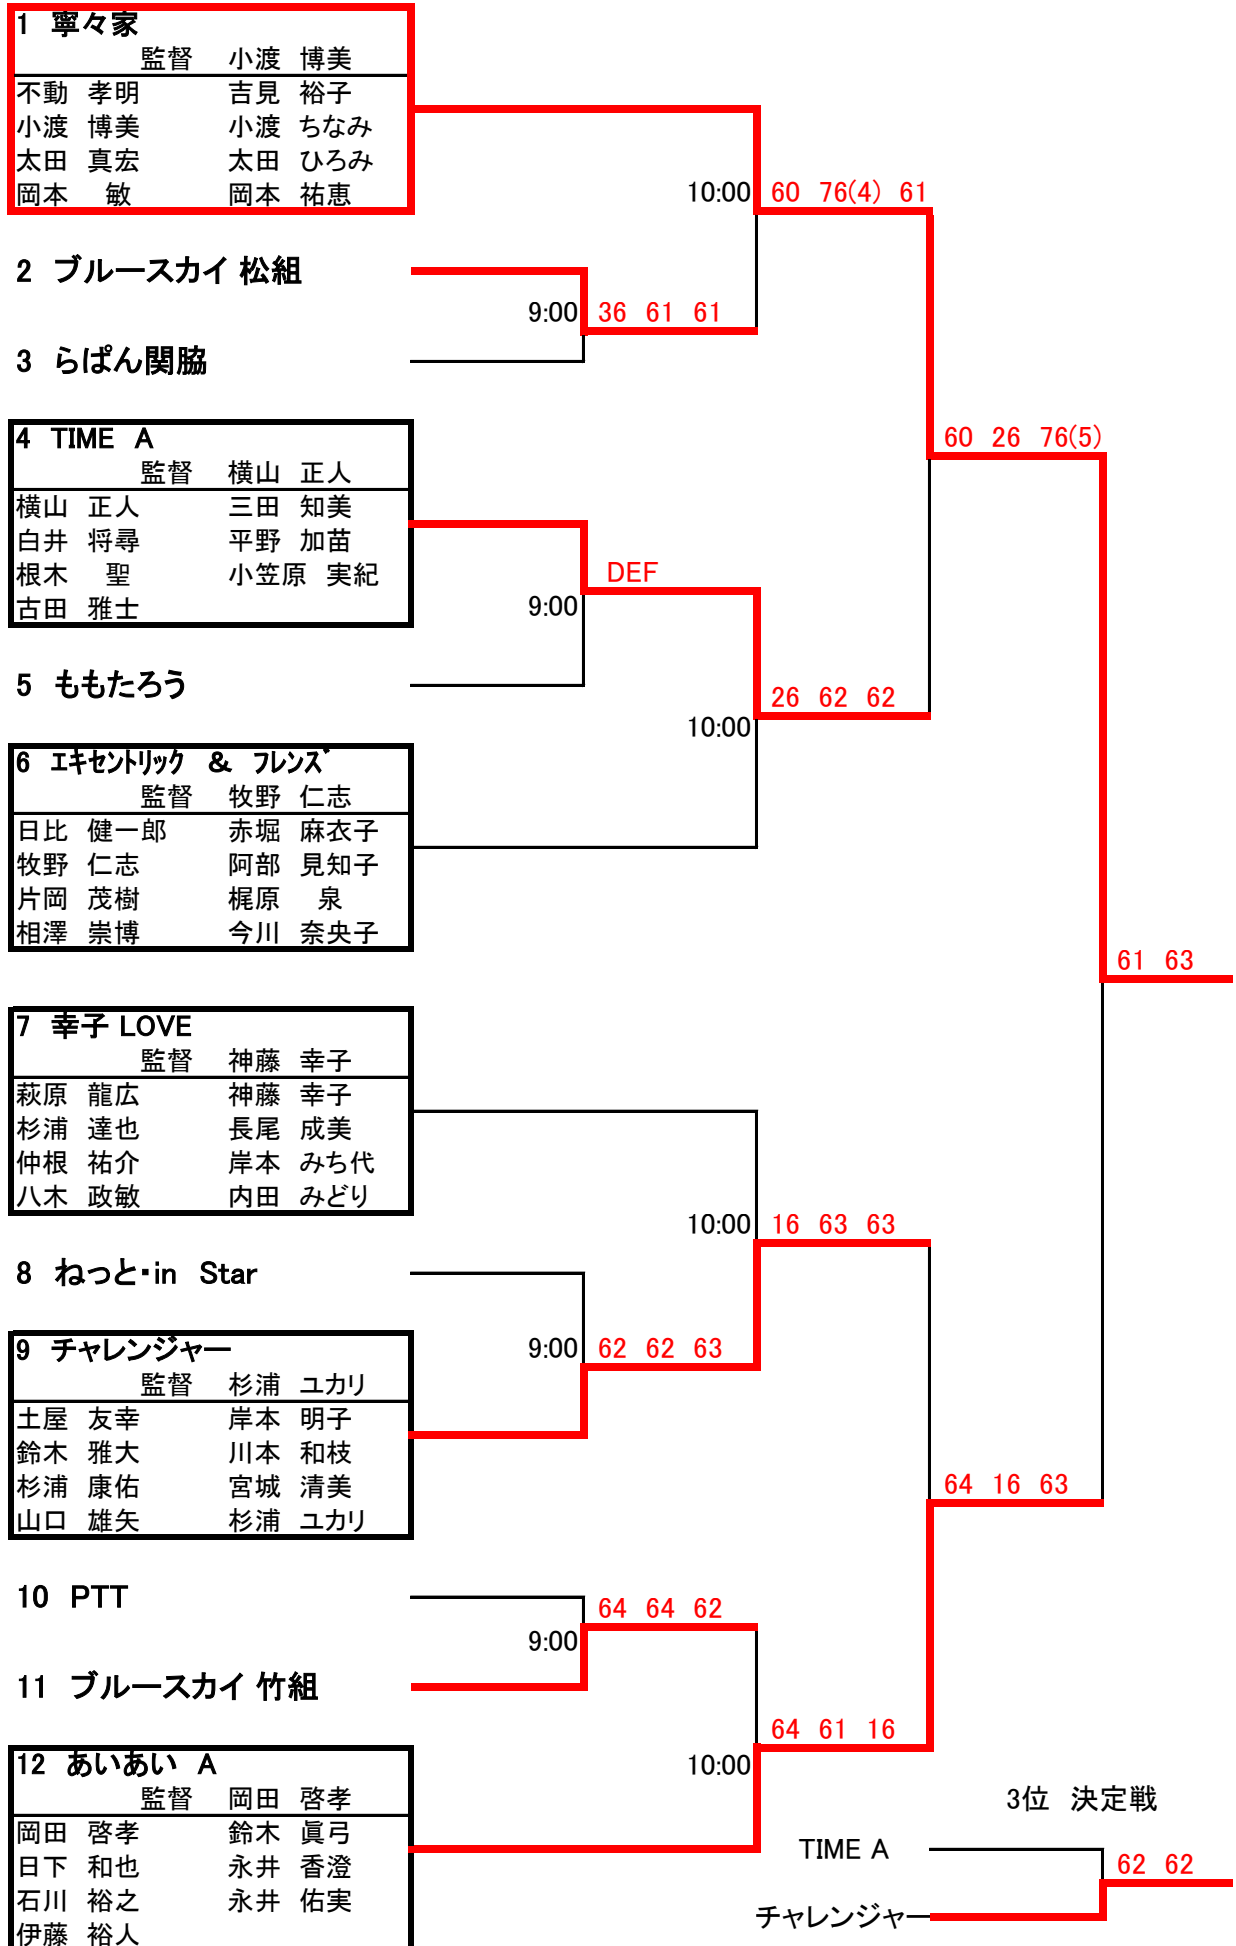 1 寧々家
監督 小渡 博美
不動 孝明 吉見 裕子
小渡 博美 小渡 ちなみ
太田 真宏 太田 ひろみ
岡本 敏 岡本 祐恵
10:00 60 76(4) 61
2 ブルースカイ 松組
9:00 36 61 61
3 らぱん関脇
4 TIME A
監督 横山 正人
横山 正人 三田 知美
白井 将尋 平野 加苗
根木 聖 小笠原 実紀
古田 雅士
60 26 76(5)
DEF
9:00
5 ももたろう
26 62 62
10:00
6 ｴｷｾﾝﾄﾘｯｸ & ﾌﾚﾝｽﾞ
監督 牧野 仁志
日比 健一郎 赤堀 麻衣子
牧野 仁志 阿部 見知子
片岡 茂樹 梶原 泉
相澤 崇博 今川 奈央子
61 63
7 幸子 LOVE
監督 神藤 幸子
萩原 龍広 神藤 幸子
杉浦 達也 長尾 成美
仲根 祐介 岸本 みち代
八木 政敏 内田 みどり
10:00 16 63 63
8 ねっと･in Star
9:00 62 62 63
9 チャレンジャー
監督 杉浦 ユカリ
土屋 友幸 岸本 明子
鈴木 雅大 川本 和枝
杉浦 康佑 宮城 清美
山口 雄矢 杉浦 ユカリ
64 16 63
10 PTT
64 64 62
9:00
11 ブルースカイ 竹組
64 61 16
10:00
12 あいあい A
監督 岡田 啓孝
岡田 啓孝 鈴木 眞弓
日下 和也 永井 香澄
石川 裕之 永井 佑実
伊藤 裕人
3位 決定戦
TIME A
62 62
チャレンジャー